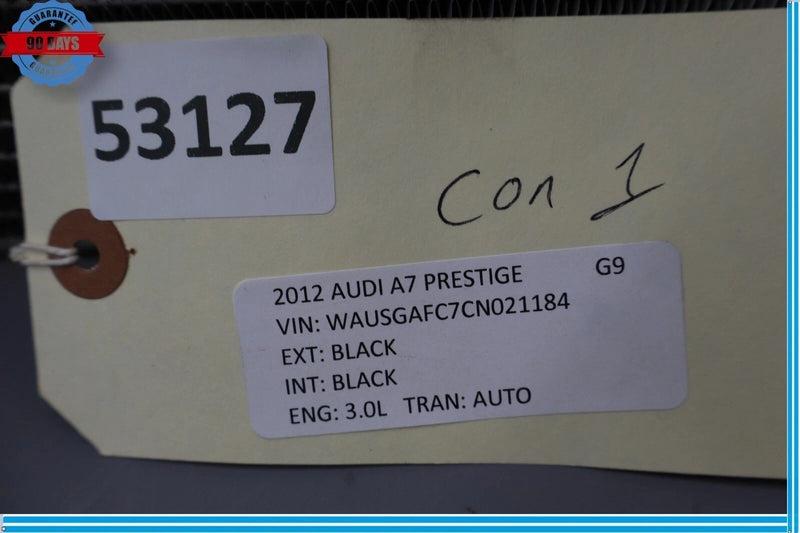 GUARANTEE
90 DAYS
GUARANTEE
53127
Con 1
2012 AUDI A7 PRESTIGE G9
VIN: WAUSGAFC7CN021184
EXT: BLACK
INT: BLACK
ENG: 3.0L TRAN: AUTO